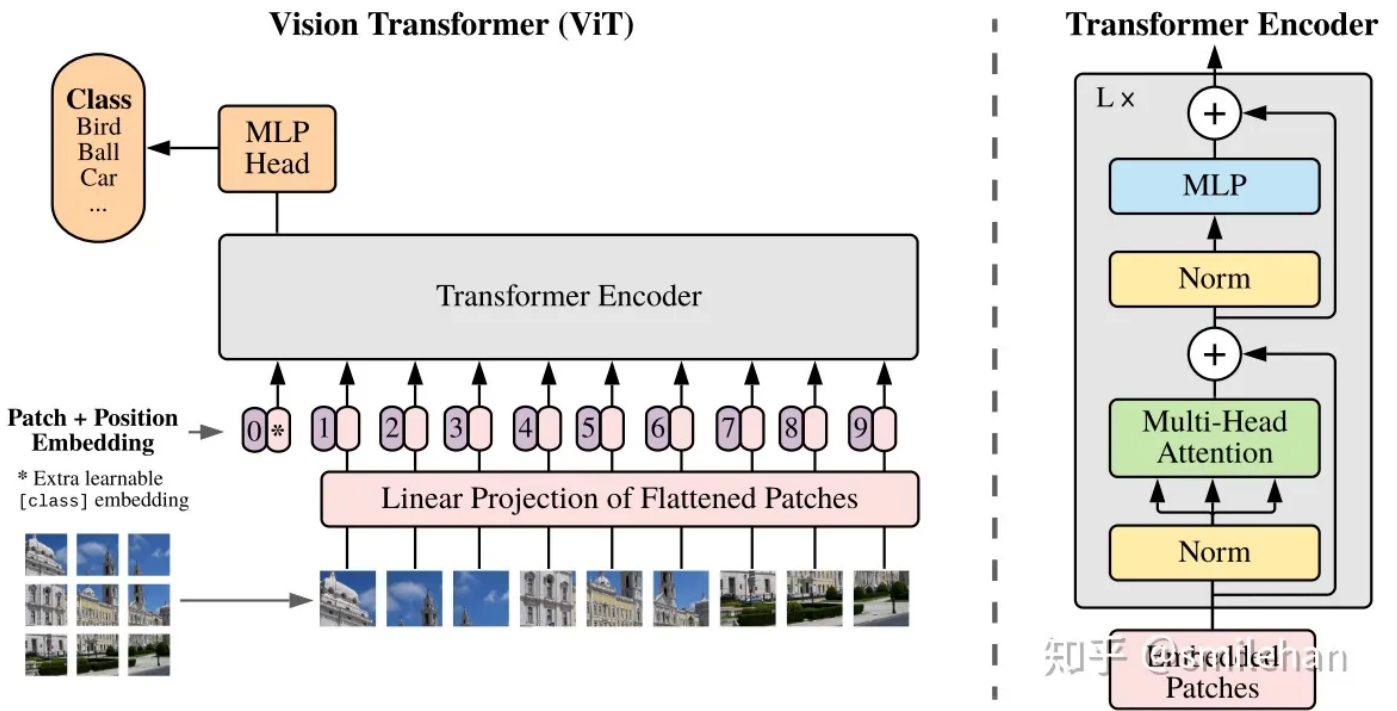 Vision Transformer (ViT)
Class
Bird
Ball
Car
...
MLP
Head
Transformer Encoder
Patch + Position
Embedding
* Extra learnable
[class] embedding
0 * 1 2 3 4 5 6 7 8 9
Linear Projection of Flattened Patches
Transformer Encoder
L ×
+
MLP
Norm
+
Multi-Head
Attention
Norm
Embedded
Patches
知乎 @smilehan